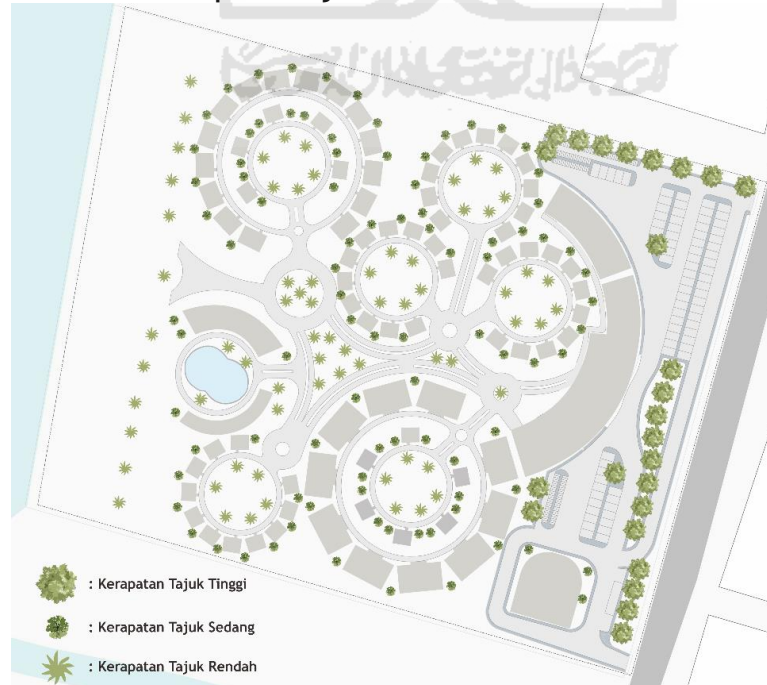 : Kerapatan Tajuk Tinggi
: Kerapatan Tajuk Sedang
: Kerapatan Tajuk Rendah